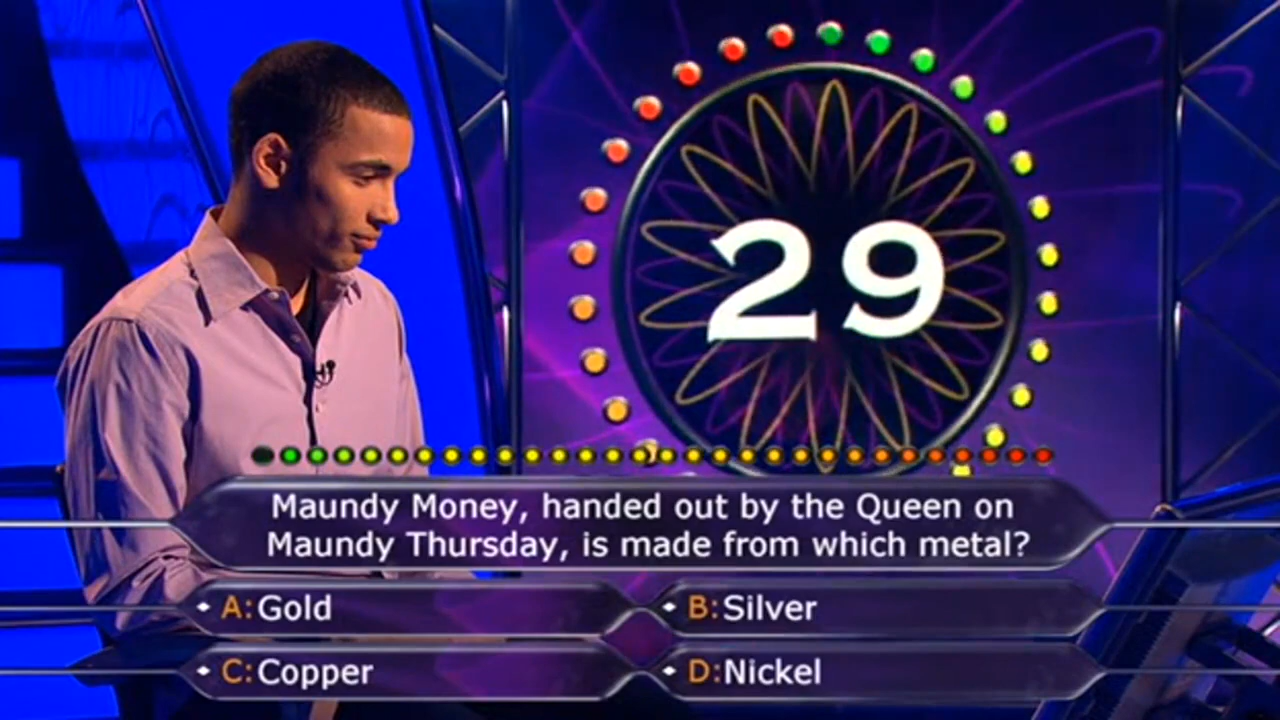 29
Maundy Money, handed out by the Queen on
Maundy Thursday, is made from which metal?
A: Gold
B: Silver
C: Copper
D: Nickel